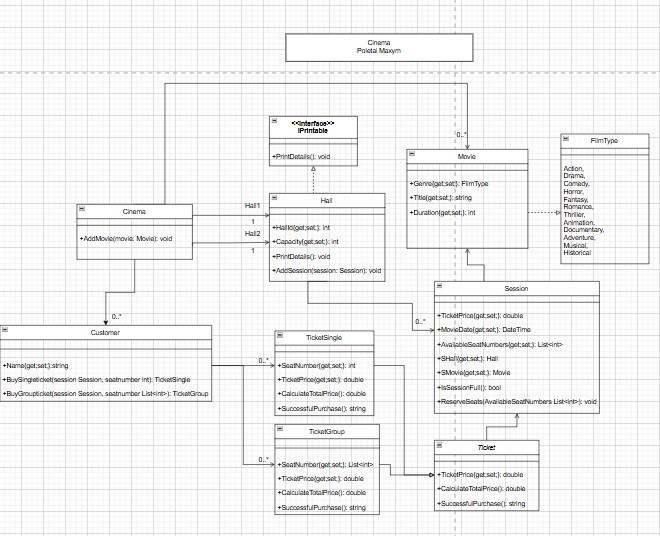 Cinema
Poletai Maxym
<<Interface>>
IPrintable
+PrintDetails(): void
0..*
Movie
+Genre{get;set;}: FilmType
+Title{get;set;}:string
+Duration{get;set;}: int
FilmType
Action,
Drama,
Comedy,
Horror,
Fantasy,
Romance,
Thriller,
Animation,
Documentary,
Adventure,
Musical,
Historical
Cinema
+AddMovie(movie: Movie): void
Hall1
1
Hall2
1
Hall
+HallId{get;set;}: int
+Capacity{get;set;}: int
+PrintDetails(): void
+AddSession(session: Session): void
0..*
0..*
Session
+TicketPrice{get;set;}: double
+MovieDate{get;set;}: DateTime
+AvailableSeatNumbers{get;set;}: List<int>
+SHall{get;set;}: Hall
+SMovie{get;set;}: Movie
+IsSessionFull(): bool
+ReserveSeats(AvailableSeatNumbers List<int>): void
Customer
+Name{get;set;}:string
+BuySingleticket(session Session, seatnumber int): TicketSingle
+BuyGroupticket(session Session, seatnumber List<int>): TicketGroup
0..*
TicketSingle
+SeatNumber{get;set;}: int
+TicketPrice{get;set;}: double
+CalculateTotalPrice(): double
+SuccessfulPurchase(): string
0..*
TicketGroup
+SeatNumber{get;set;}: List<int>
+TicketPrice{get;set;}: double
+CalculateTotalPrice(): double
+SuccessfulPurchase(): string
Ticket
+TicketPrice{get;set;}: double
+CalculateTotalPrice(): double
+SuccessfulPurchase(): string